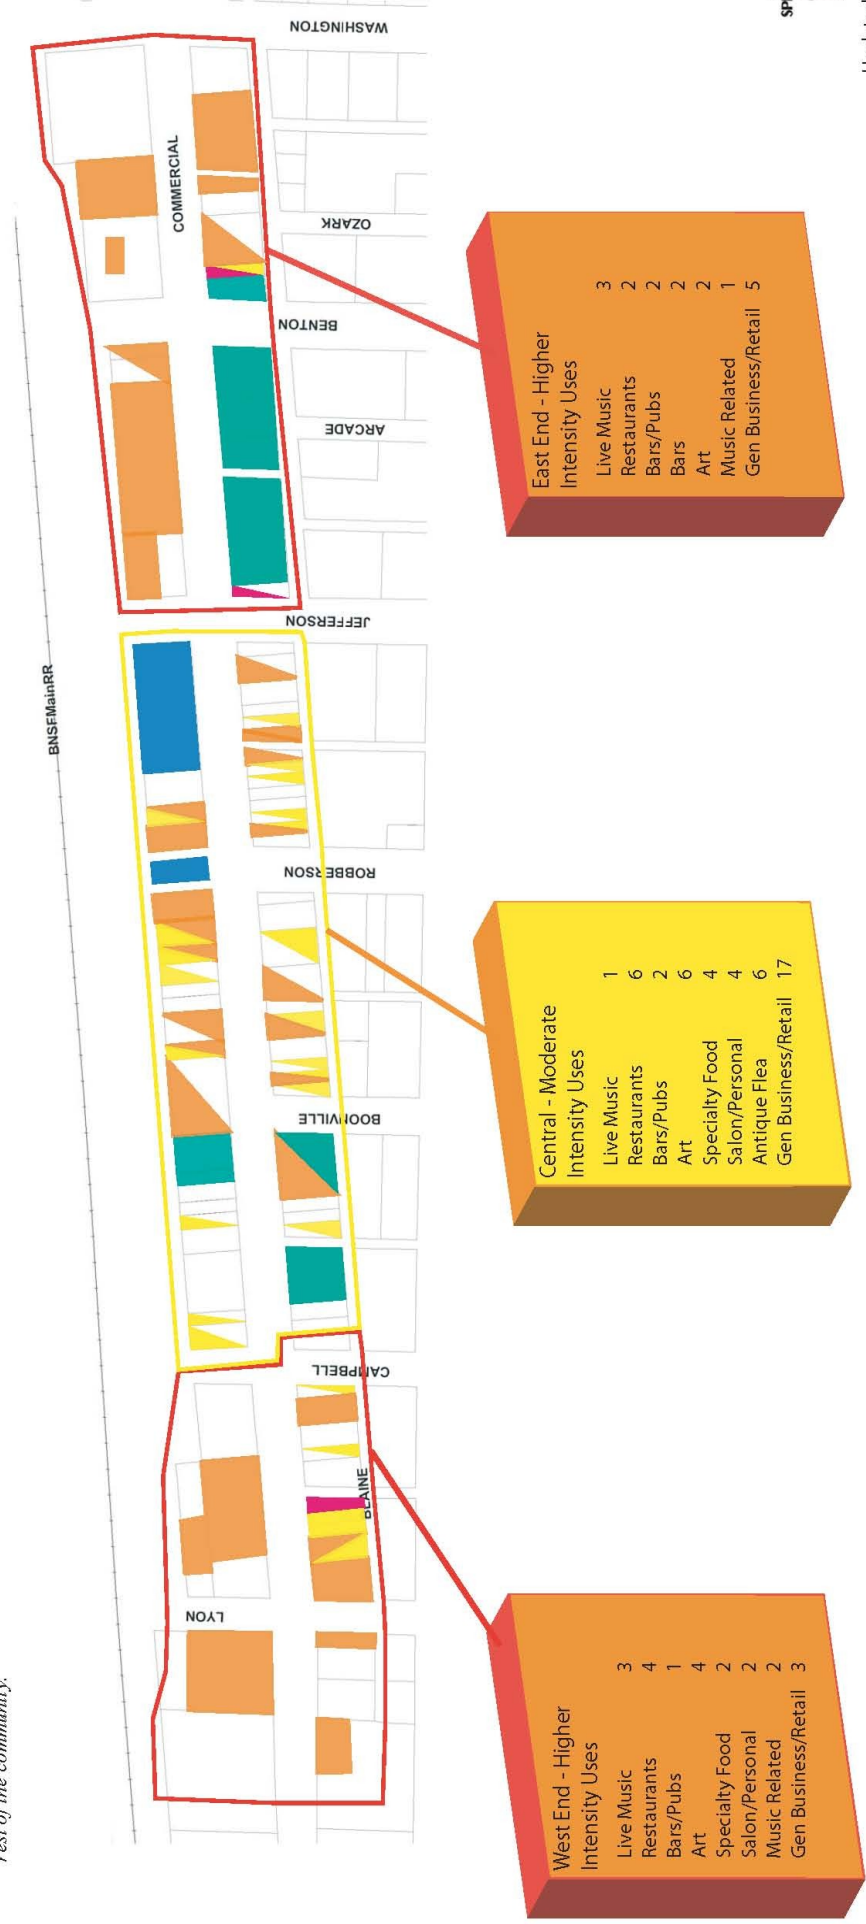 rest of the community.
BNSFMainRR
COMMERCIAL
LYON
BLAINE
CAMPBELL
BOONVILLE
ROBBERSON
JEFFERSON
ARCADE
BENTON
OZARK
WASHINGTON
West End - Higher
Intensity Uses
Live Music 3
Restaurants 4
Bars/Pubs 1
Art 4
Specialty Food 2
Salon/Personal 2
Music Related 2
Gen Business/Retail 3
Central - Moderate
Intensity Uses
Live Music 1
Restaurants 6
Bars/Pubs 2
Art 6
Specialty Food 4
Salon/Personal 4
Antique Flea 6
Gen Business/Retail 17
East End - Higher
Intensity Uses
Live Music 3
Restaurants 2
Bars/Pubs 2
Bars 2
Art 2
Music Related 1
Gen Business/Retail 5